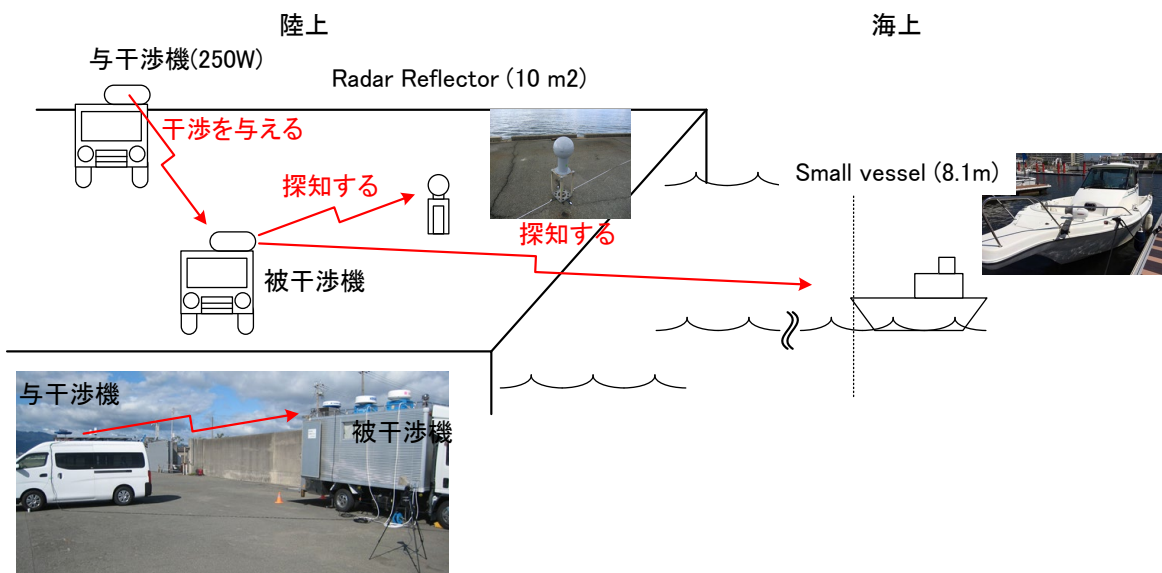 陸上
海上
与干渉機(250W)
Radar Reflector (10 m2)
干渉を与える
探知する
Small vessel (8.1m)
探知する
被干渉機
与干渉機
被干渉機